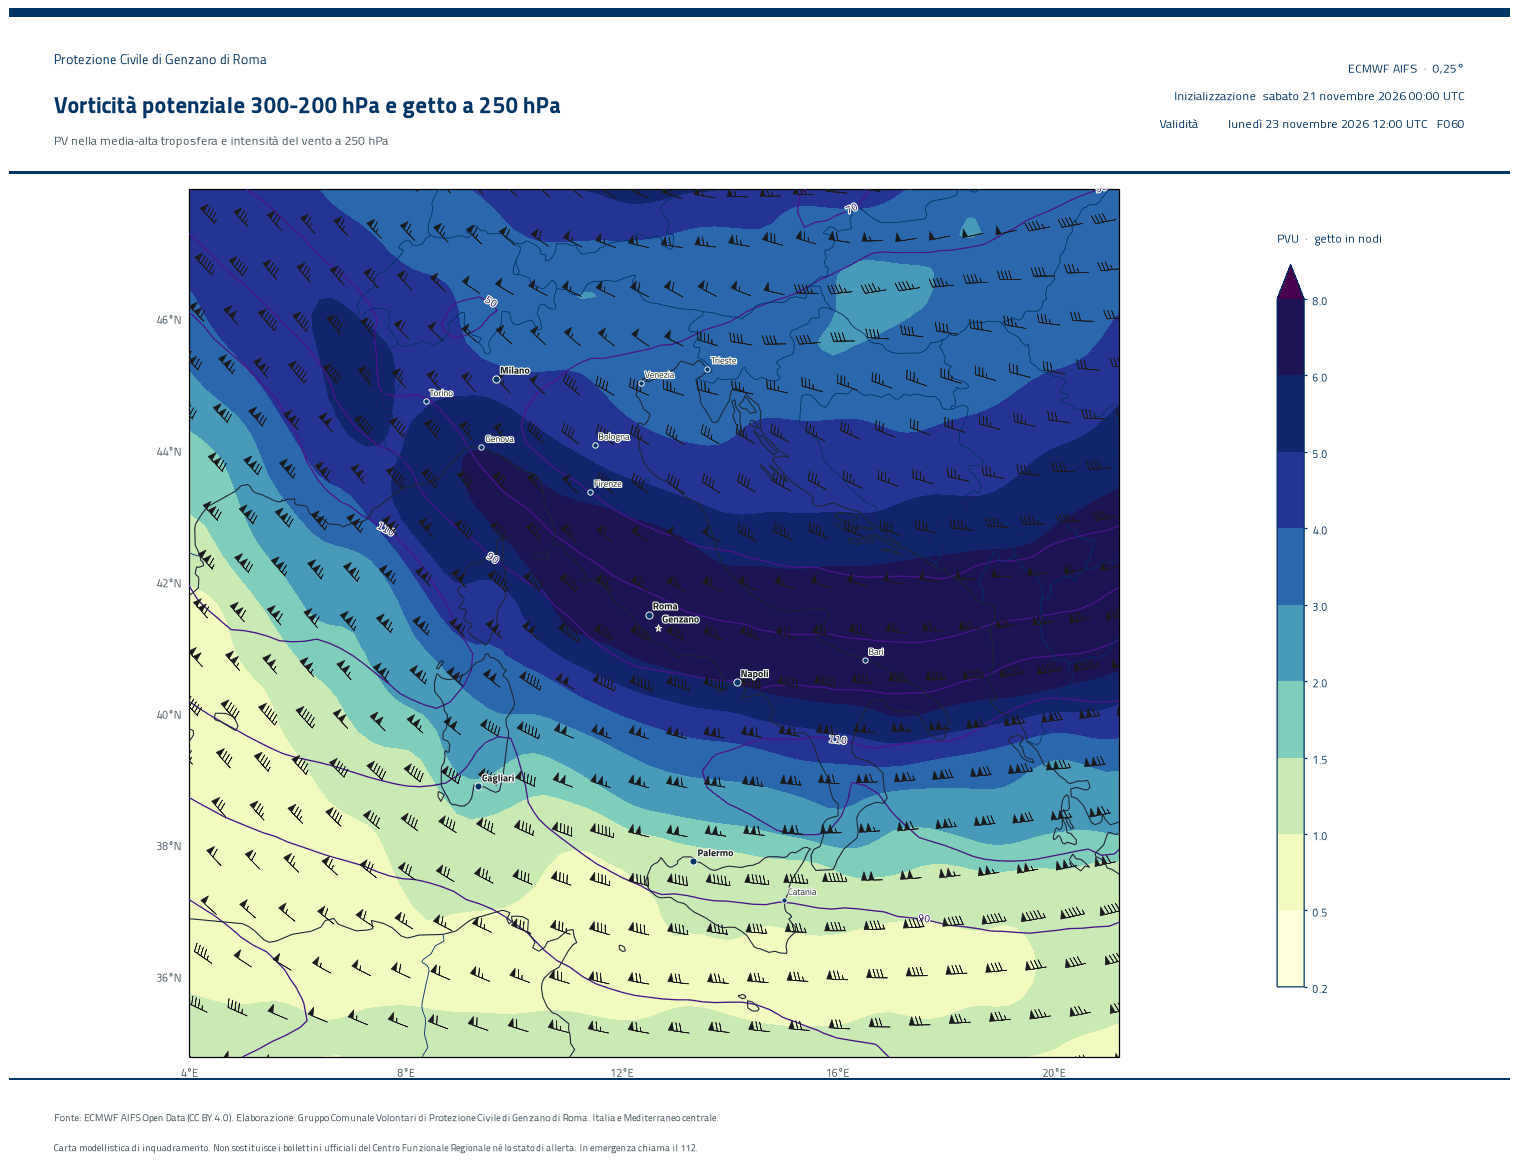 Protezione Civile di Genzano di Roma
Vorticità potenziale 300-200 hPa e getto a 250 hPa
PV nella media-alta troposfera e intensità del vento a 250 hPa
ECMWF AIFS · 0,25°
Inizializzazione sabato 21 novembre 2026 00:00 UTC
Validità lunedì 23 novembre 2026 12:00 UTC F060
PVU · getto in nodi
8.0
6.0
5.0
4.0
3.0
2.0
1.5
1.0
0.5
0.2
70
50
46°N
Trieste
Milano
Venezia
Torino
44°N
Genova
Bologna
Firenze
110
90
42°N
Roma
Genzano
Bari
Napoli
40°N
110
Cagliari
38°N
Palermo
Catania
90
36°N
4°E
8°E
12°E
16°E
20°E
Fonte: ECMWF AIFS Open Data (CC BY 4.0). Elaborazione: Gruppo Comunale Volontari di Protezione Civile di Genzano di Roma. Italia e Mediterraneo centrale.
Carta modellistica di inquadramento. Non sostituisce i bollettini ufficiali del Centro Funzionale Regionale né lo stato di allerta. In emergenza chiama il 112.